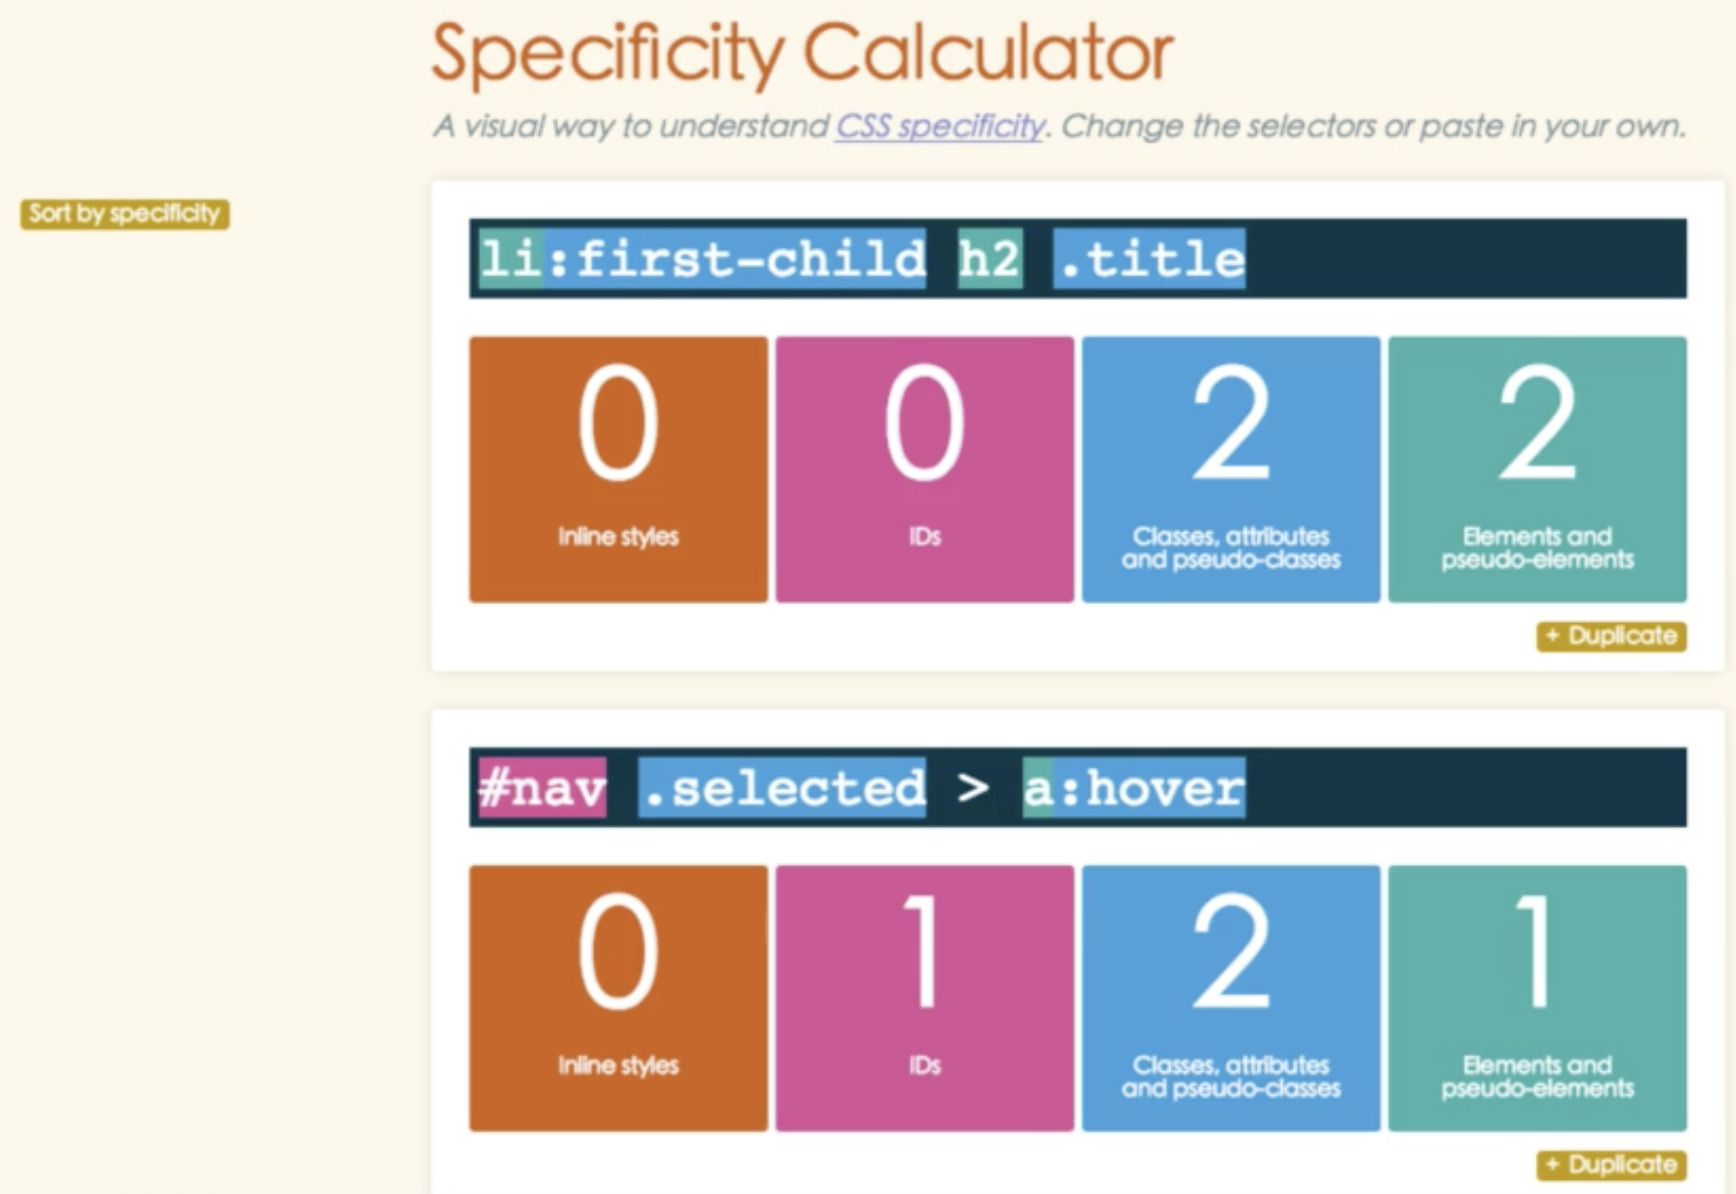 Specificity Calculator
A visual way to understand CSS specificity. Change the selectors or paste in your own.
Sort by specificity
li:first-child h2 .title
0
Inline styles
0
IDs
2
Classes, attributes
and pseudo-classes
2
Elements and
pseudo-elements
+ Duplicate
#nav .selected > a:hover
0
Inline styles
1
IDs
2
Classes, attributes
and pseudo-classes
1
Elements and
pseudo-elements
+ Duplicate